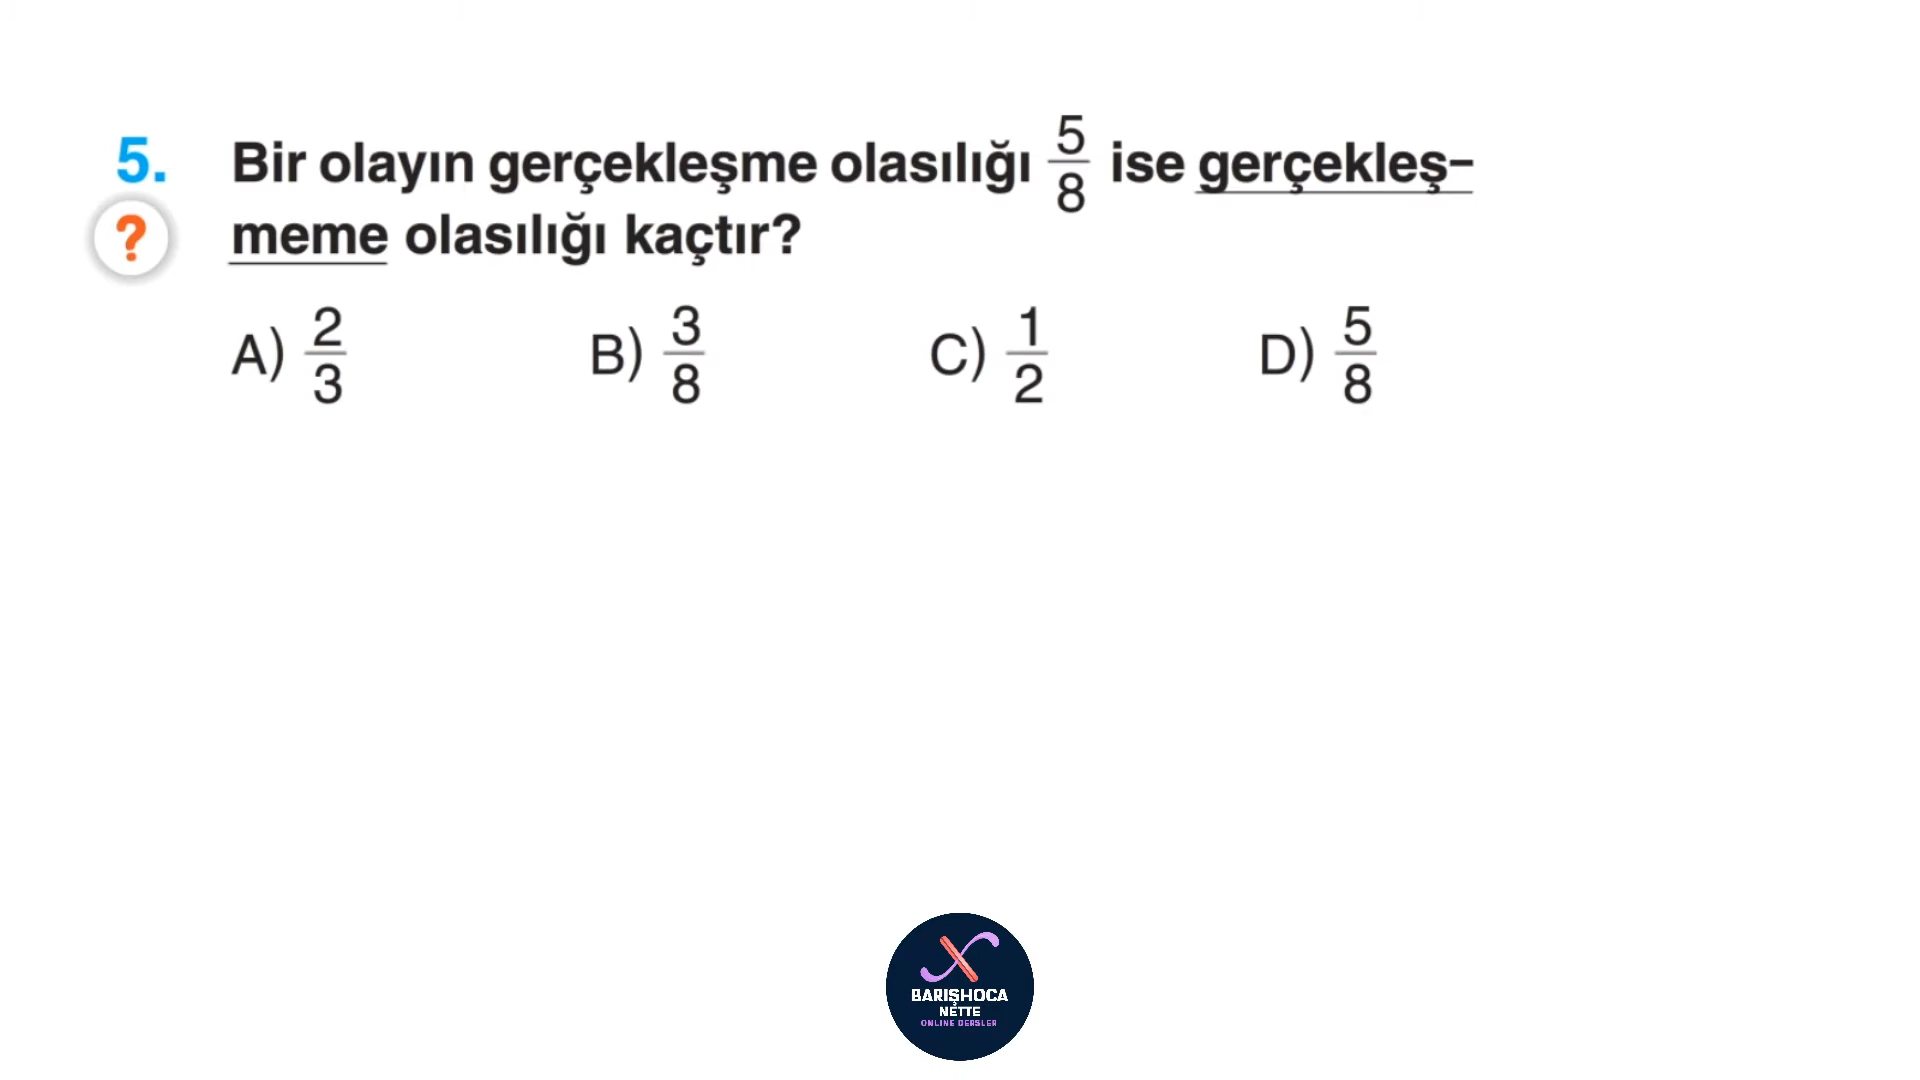 5. Bir olayın gerçekleşme olasılığı 5/8 ise gerçekleş-
? meme olasılığı kaçtır?
A) 2/3 B) 3/8 C) 1/2 D) 5/8
BARIŞHOCA
NETTE
ONLINE DERSLER